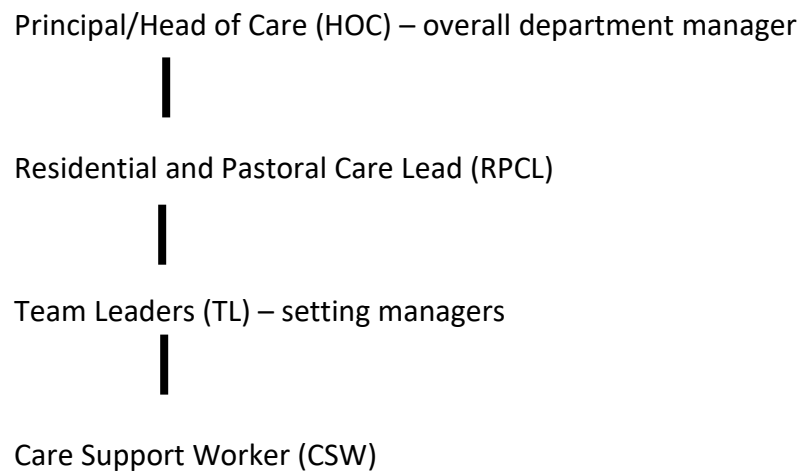 Principal/Head of Care (HOC) – overall department manager
Residential and Pastoral Care Lead (RPCL)
Team Leaders (TL) – setting managers
Care Support Worker (CSW)